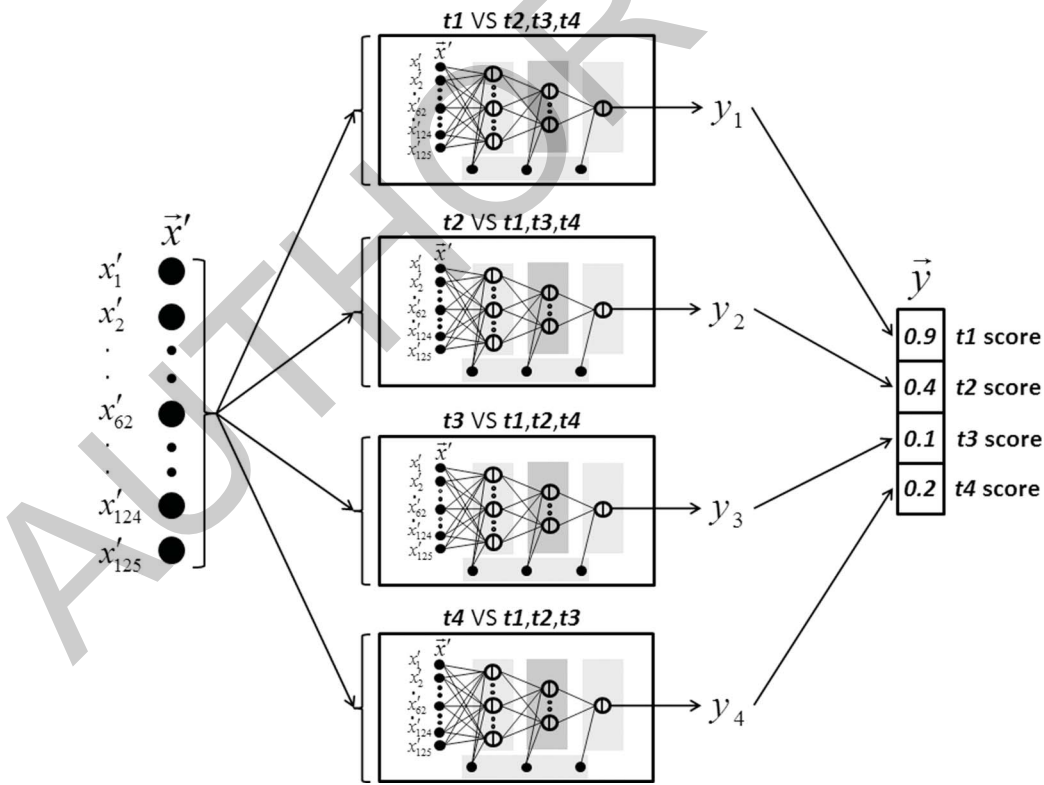 t1 VS t2,t3,t4
x⃗′
x′1
x′2
x′62
x′124
x′125
y1
t2 VS t1,t3,t4
x⃗′
x′1
x′2
x′62
x′124
x′125
y2
t3 VS t1,t2,t4
x⃗′
x′1
x′2
x′62
x′124
x′125
y3
t4 VS t1,t2,t3
x⃗′
x′1
x′2
x′62
x′124
x′125
y4
x⃗′
x′1
x′2
x′62
x′124
x′125
y⃗
0.9 t1 score
0.4 t2 score
0.1 t3 score
0.2 t4 score
AUTHOR